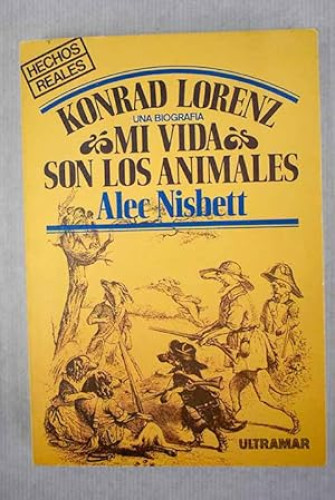 HECHOS
REALES
KONRAD LORENZ
UNA BIOGRAFIA
MI VIDA
SON LOS ANIMALES
Alec Nisbett
ULTRAMAR